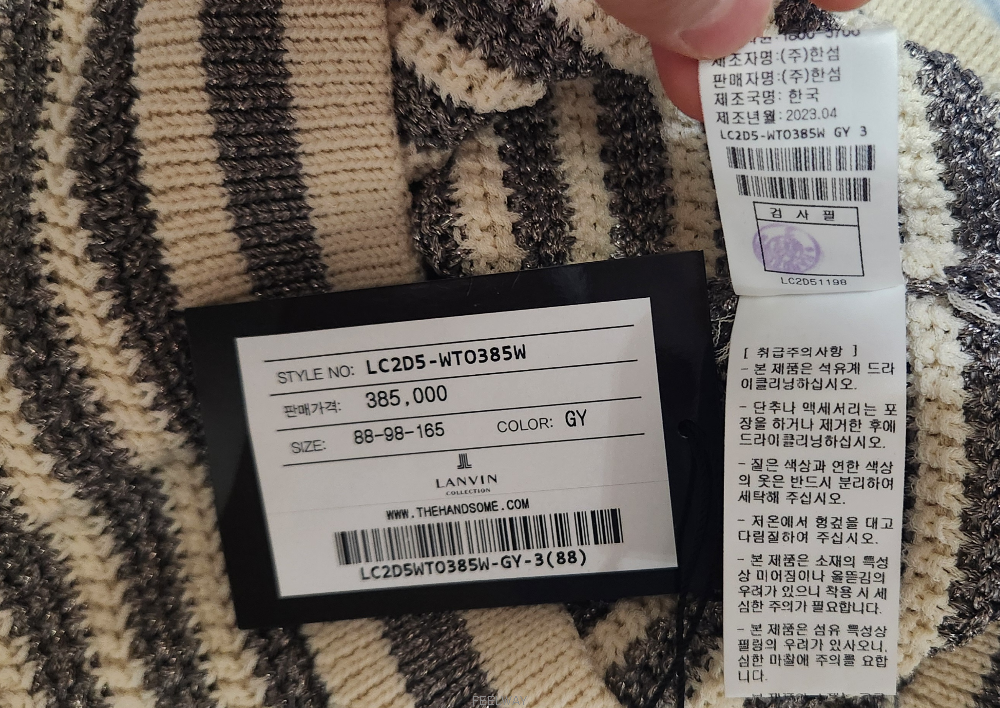 STYLE NO: LC2D5-WTO385W
판매가격: 385,000
SIZE: 88-98-165 COLOR: GY
LANVIN
COLLECTION
WWW.THEHANDSOME.COM
LC2D5WTO385W-GY-3(88)
제조자명:(주)한섬
판매자명:(주)한섬
제조국명: 한국
제조년월: 2023.04
LC2D5-WTO385W GY 3
검 사 필
LC2D51198
[ 취급주의사항 ]
- 본 제품은 석유계 드라
이클리닝하십시오.
- 단추나 액세서리는 포
장을 하거나 제거한 후에
드라이클리닝하십시오.
- 짙은 색상과 연한 색상
의 옷은 반드시 분리하여
세탁해 주십시오.
- 저온에서 헝겊을 대고
다림질하여 주십시오.
- 본 제품은 소재의 특성
상 미어짐이나 올뜯김의
우려가 있으니 착용 시 세
심한 주의가 필요합니다.
- 본 제품은 섬유 특성상
필링의 우려가 있사오니,
심한 마찰에 주의를 요합
니다.